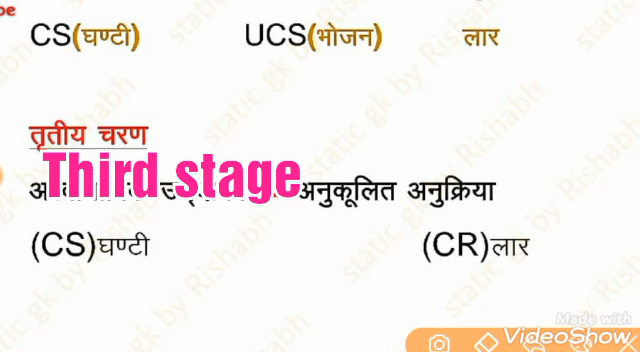 CS(घण्टी) UCS(भोजन) लार
तृतीय चरण
Third stage
अनुकूलित अनुक्रिया
(CS)घण्टी (CR)लार
static gk by Rishabh
Made with
VideoShow